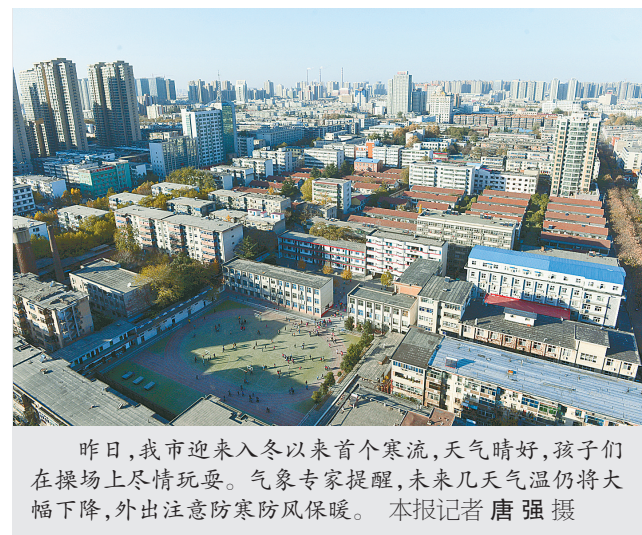 昨日,我市迎来入冬以来首个寒流,天气晴好,孩子们
在操场上尽情玩耍。气象专家提醒,未来几天气温仍将大
幅下降,外出注意防寒防风保暖。 本报记者 唐 强 摄